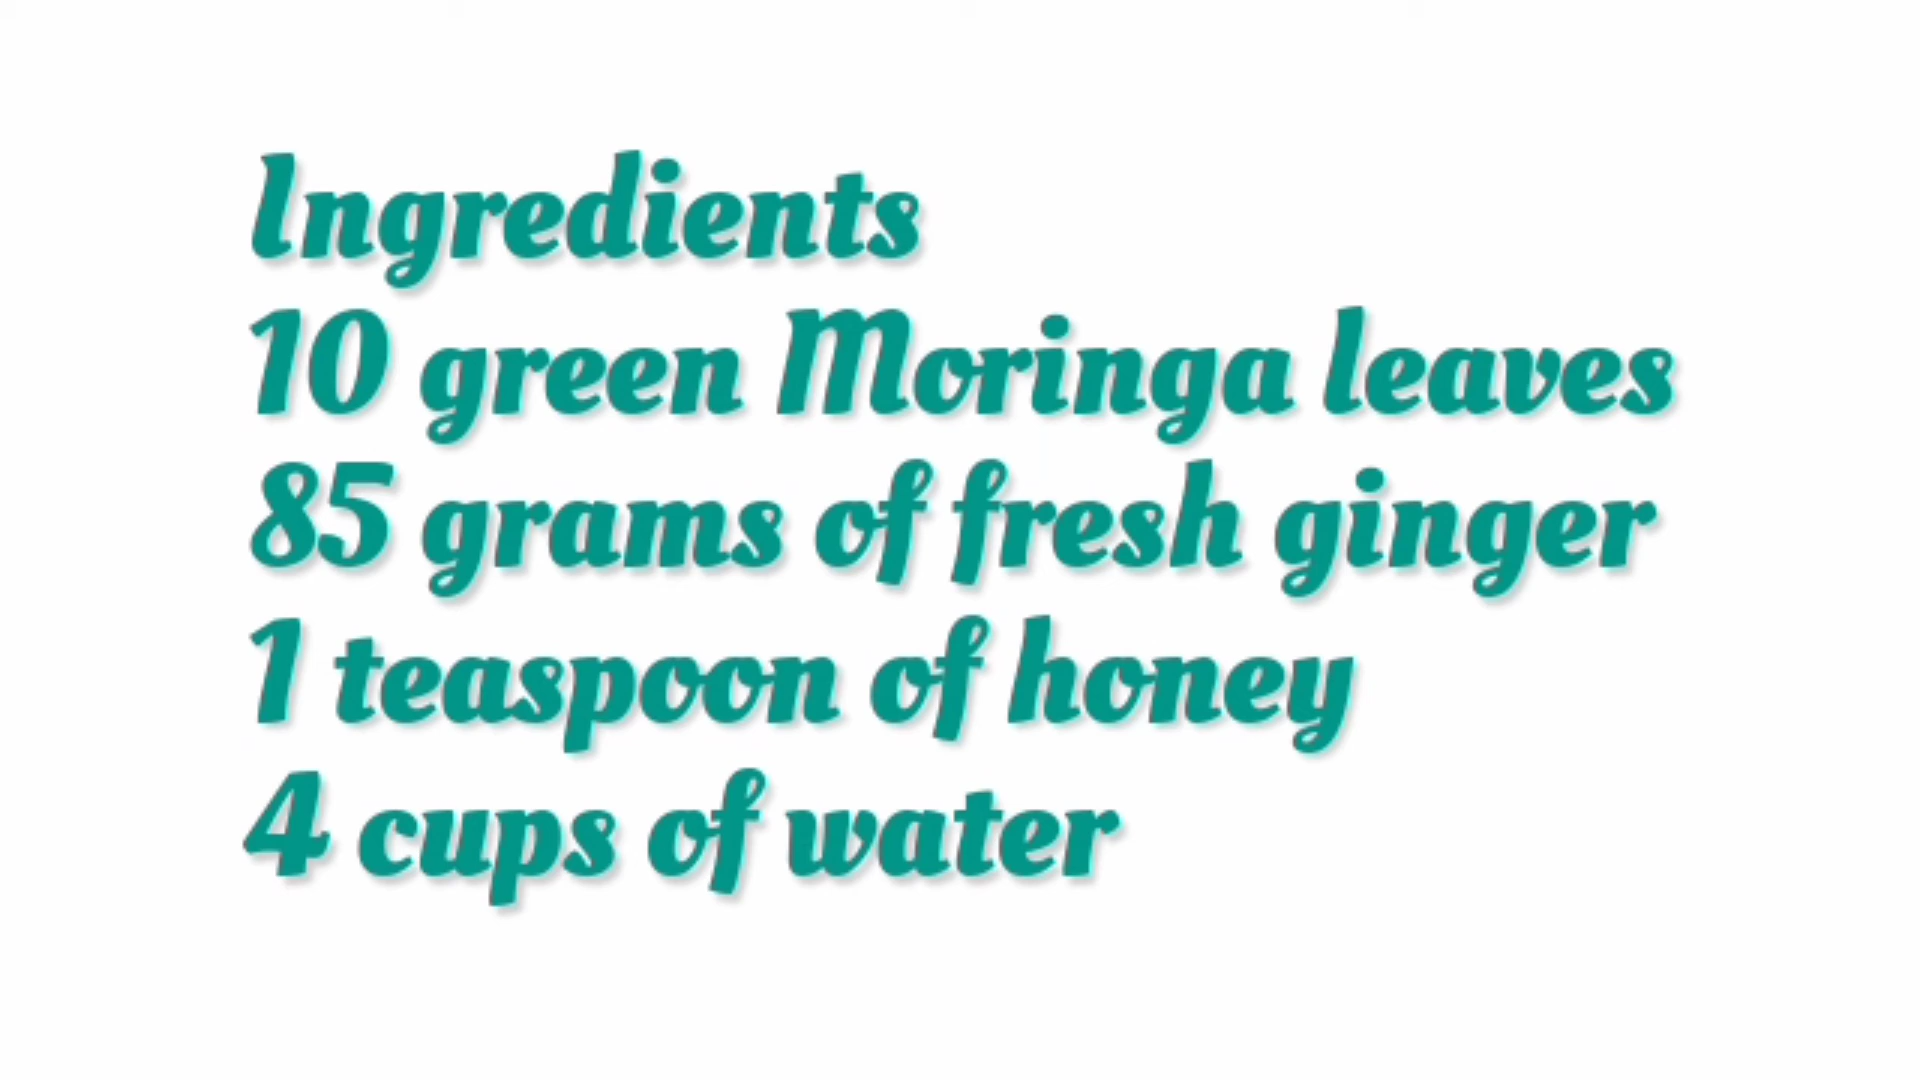 Ingredients
10 green Moringa leaves
85 grams of fresh ginger
1 teaspoon of honey
4 cups of water